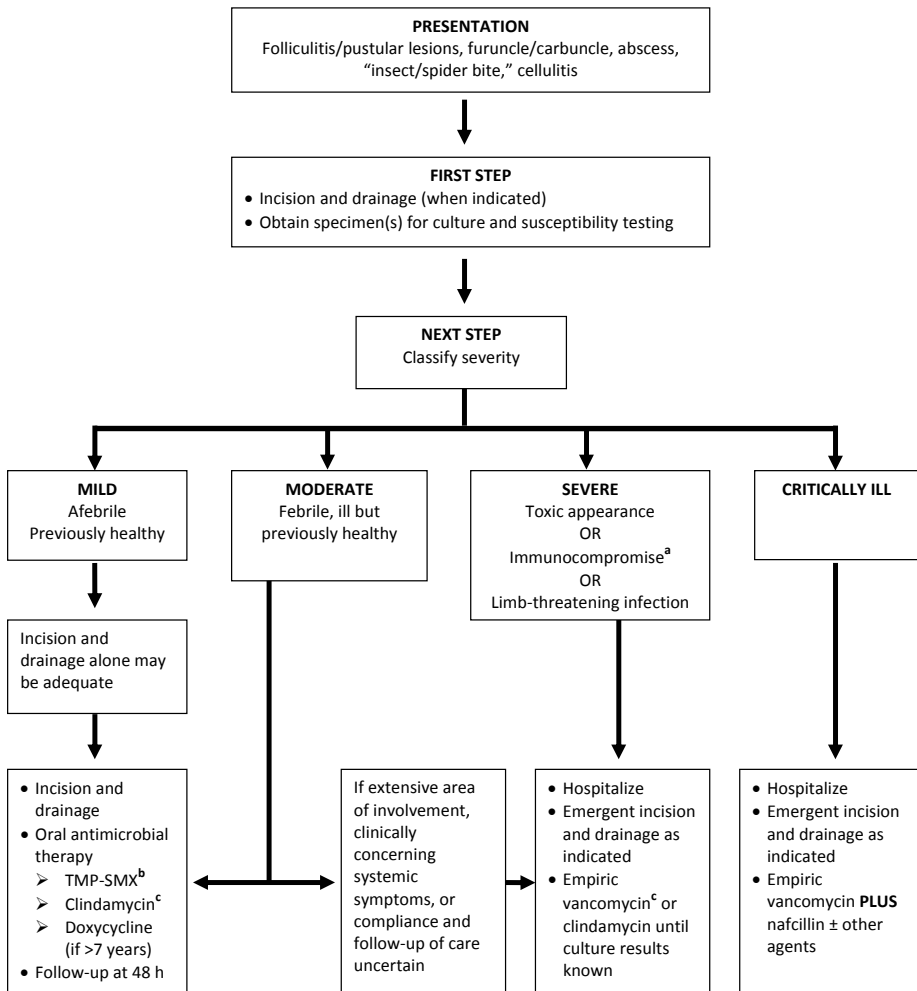 PRESENTATION
Folliculitis/pustular lesions, furuncle/carbuncle, abscess,
“insect/spider bite,” cellulitis
FIRST STEP
• Incision and drainage (when indicated)
• Obtain specimen(s) for culture and susceptibility testing
NEXT STEP
Classify severity
MILD
Afebrile
Previously healthy
MODERATE
Febrile, ill but
previously healthy
SEVERE
Toxic appearance
OR
Immunocompromiseᵃ
OR
Limb-threatening infection
CRITICALLY ILL
Incision and
drainage alone may
be adequate
• Incision and
drainage
• Oral antimicrobial
therapy
➢ TMP-SMXᵇ
➢ Clindamycinᶜ
➢ Doxycycline
(if >7 years)
• Follow-up at 48 h
If extensive area
of involvement,
clinically
concerning
systemic
symptoms, or
compliance and
follow-up of care
uncertain
• Hospitalize
• Emergent incision
and drainage as
indicated
• Empiric
vancomycinᶜ or
clindamycin until
culture results
known
• Hospitalize
• Emergent incision
and drainage as
indicated
• Empiric
vancomycin PLUS
nafcillin ± other
agents